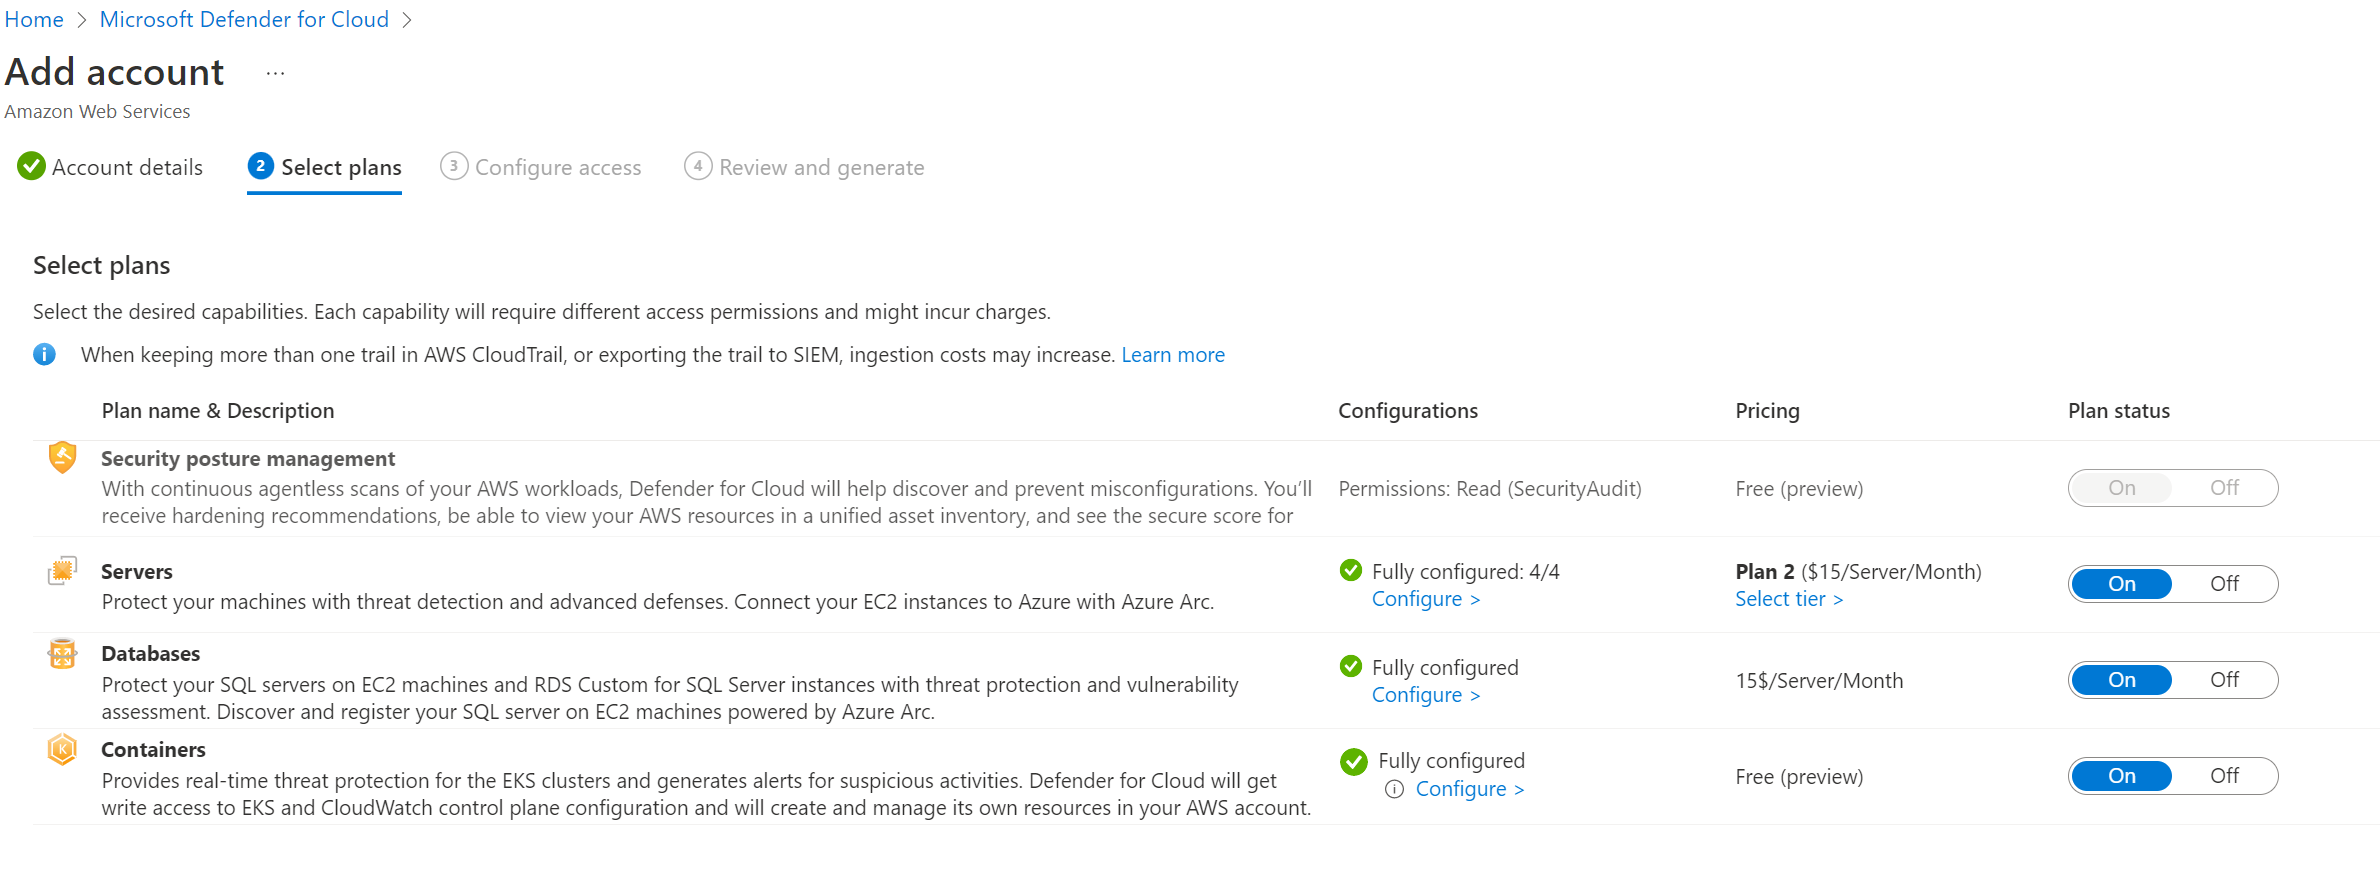 Home > Microsoft Defender for Cloud >
Add account ...
Amazon Web Services
Account details
2 Select plans
3 Configure access
4 Review and generate
Select plans
Select the desired capabilities. Each capability will require different access permissions and might incur charges.
When keeping more than one trail in AWS CloudTrail, or exporting the trail to SIEM, ingestion costs may increase. Learn more
Plan name & Description
Configurations
Pricing
Plan status
Security posture management
With continuous agentless scans of your AWS workloads, Defender for Cloud will help discover and prevent misconfigurations. You’ll
receive hardening recommendations, be able to view your AWS resources in a unified asset inventory, and see the secure score for
Permissions: Read (SecurityAudit)
Free (preview)
On Off
Servers
Protect your machines with threat detection and advanced defenses. Connect your EC2 instances to Azure with Azure Arc.
Fully configured: 4/4
Configure >
Plan 2 ($15/Server/Month)
Select tier >
On Off
Databases
Protect your SQL servers on EC2 machines and RDS Custom for SQL Server instances with threat protection and vulnerability
assessment. Discover and register your SQL server on EC2 machines powered by Azure Arc.
Fully configured
Configure >
15$/Server/Month
On Off
Containers
Provides real-time threat protection for the EKS clusters and generates alerts for suspicious activities. Defender for Cloud will get
write access to EKS and CloudWatch control plane configuration and will create and manage its own resources in your AWS account.
Fully configured
Configure >
Free (preview)
On Off